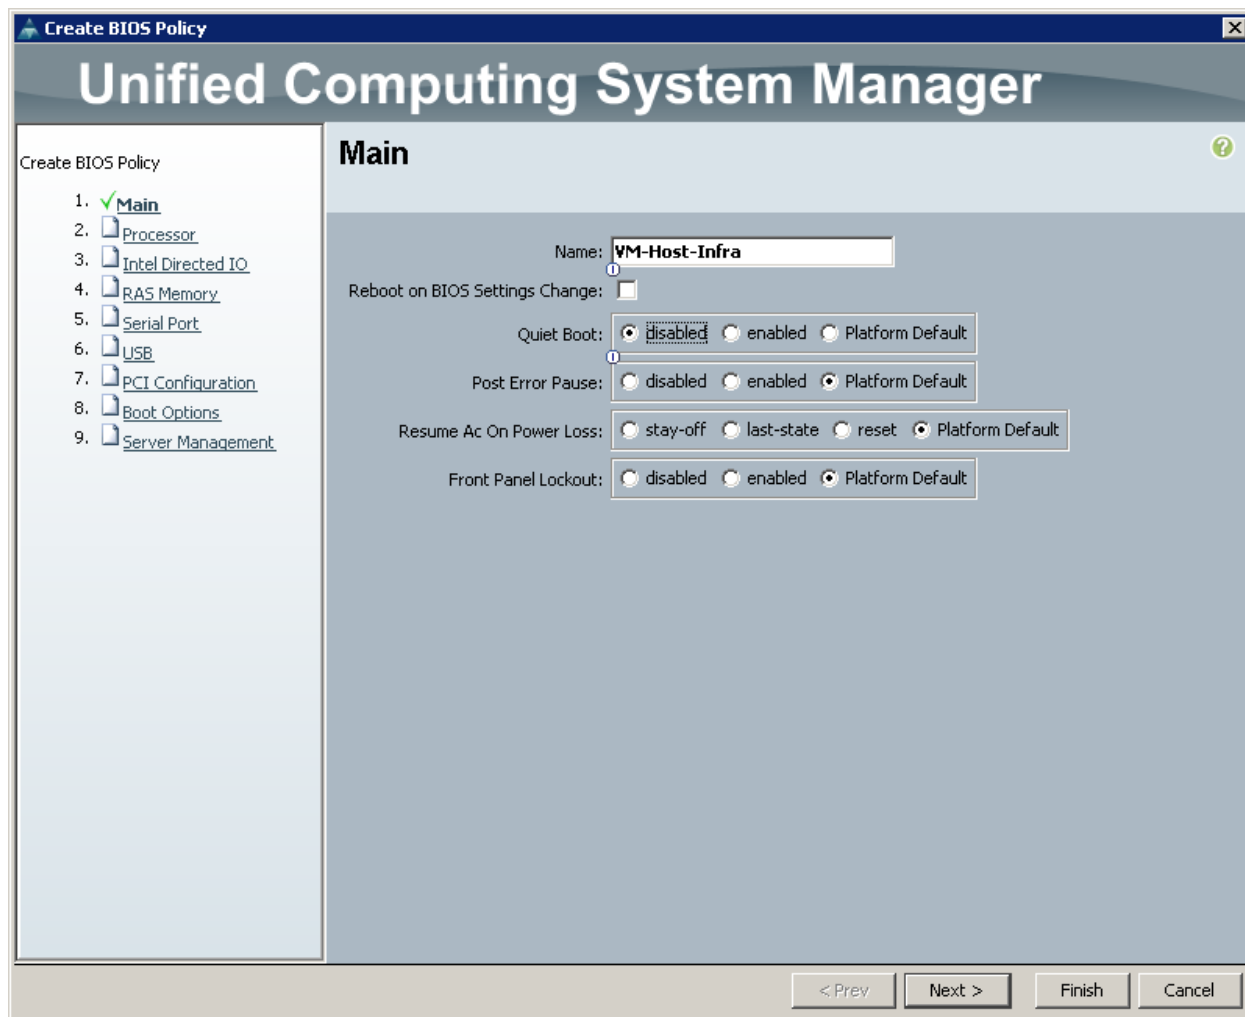 Create BIOS Policy
Unified Computing System Manager
Create BIOS Policy
1. Main
2. Processor
3. Intel Directed IO
4. RAS Memory
5. Serial Port
6. USB
7. PCI Configuration
8. Boot Options
9. Server Management
Main
Name: VM-Host-Infra
Reboot on BIOS Settings Change:
Quiet Boot: disabled enabled Platform Default
Post Error Pause: disabled enabled Platform Default
Resume Ac On Power Loss: stay-off last-state reset Platform Default
Front Panel Lockout: disabled enabled Platform Default
< Prev Next > Finish Cancel